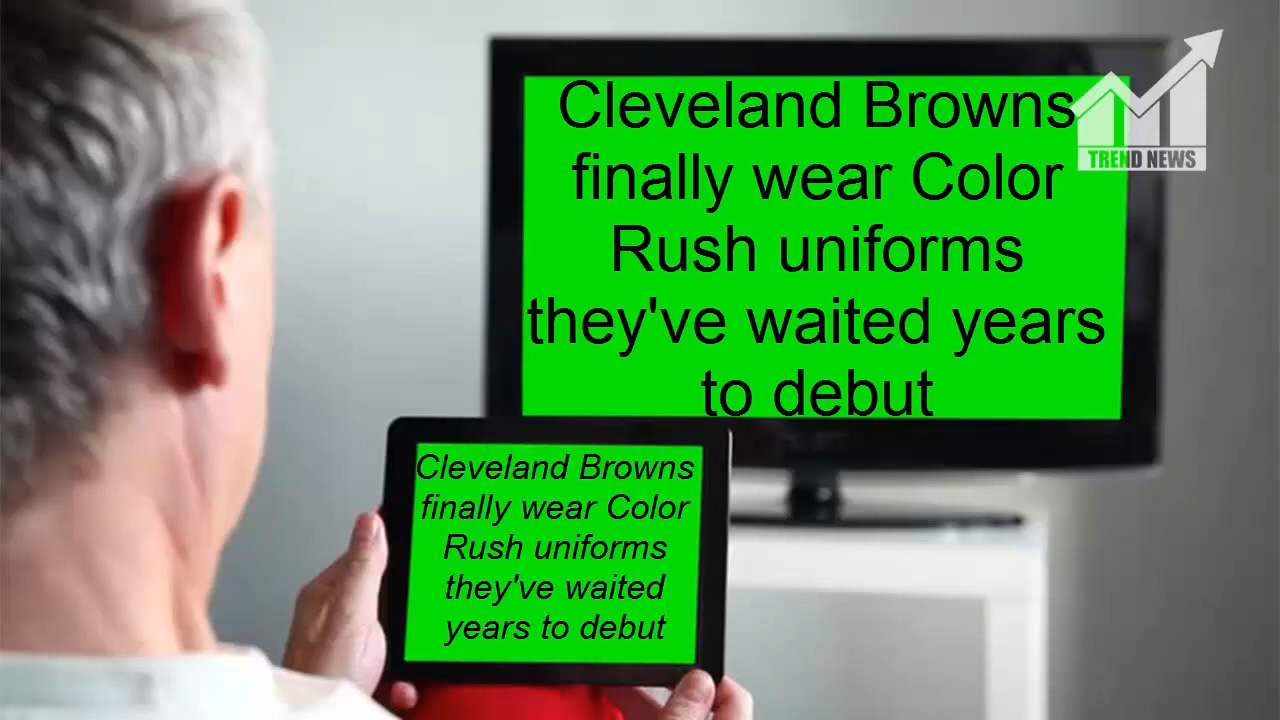 Cleveland Browns
finally wear Color
Rush uniforms
they've waited years
to debut
TREND NEWS
Cleveland Browns
finally wear Color
Rush uniforms
they've waited
years to debut